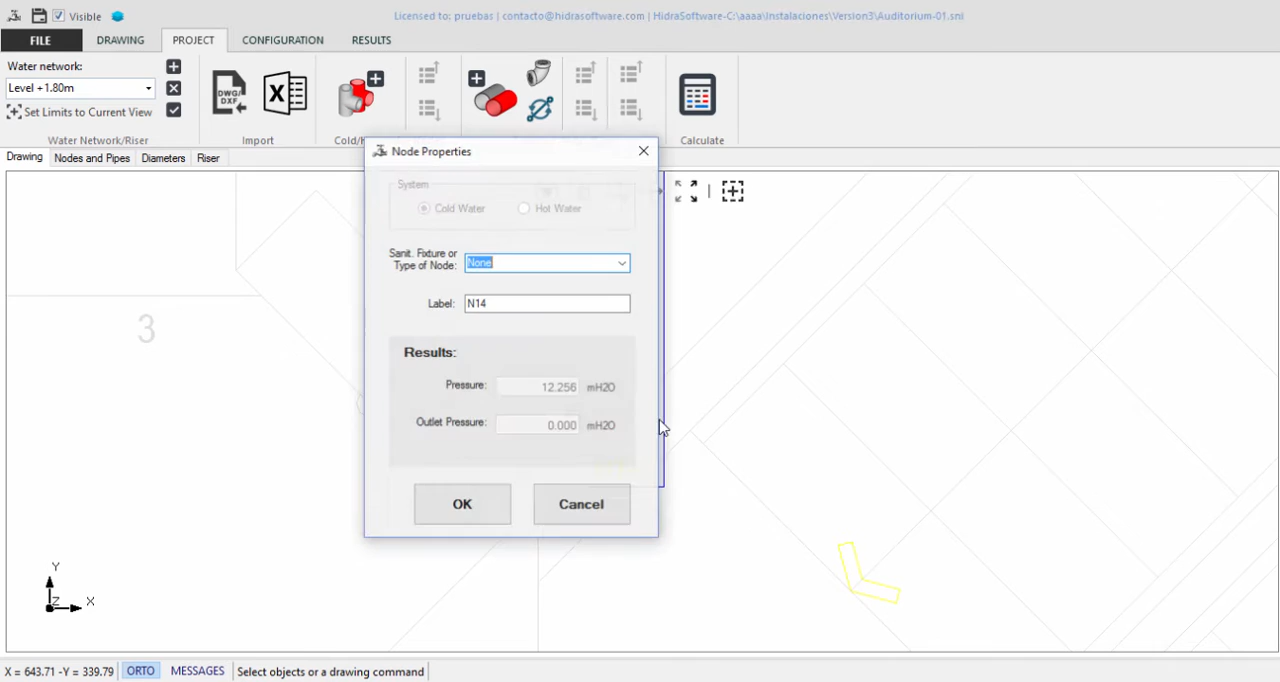 Visible
Licensed to: pruebas | contacto@hidrasoftware.com | HidraSoftware-C:\aaaa\Instalaciones\Version3\Auditorium-01.sni
FILE DRAWING PROJECT CONFIGURATION RESULTS
Water network:
Level +1.80m
Set Limits to Current View
DWG/
DXF
Water Network/Riser Import Cold/H Calculate
Drawing Nodes and Pipes Diameters Riser
Node Properties
System
Cold Water Hot Water
Sanit. Fixture or
Type of Node: None
Label: N14
3
Results:
Pressure: 12.256 mH2O
Outlet Pressure: 0.000 mH2O
OK Cancel
Y
Z X
X = 643.71 -Y = 339.79 ORTO MESSAGES Select objects or a drawing command